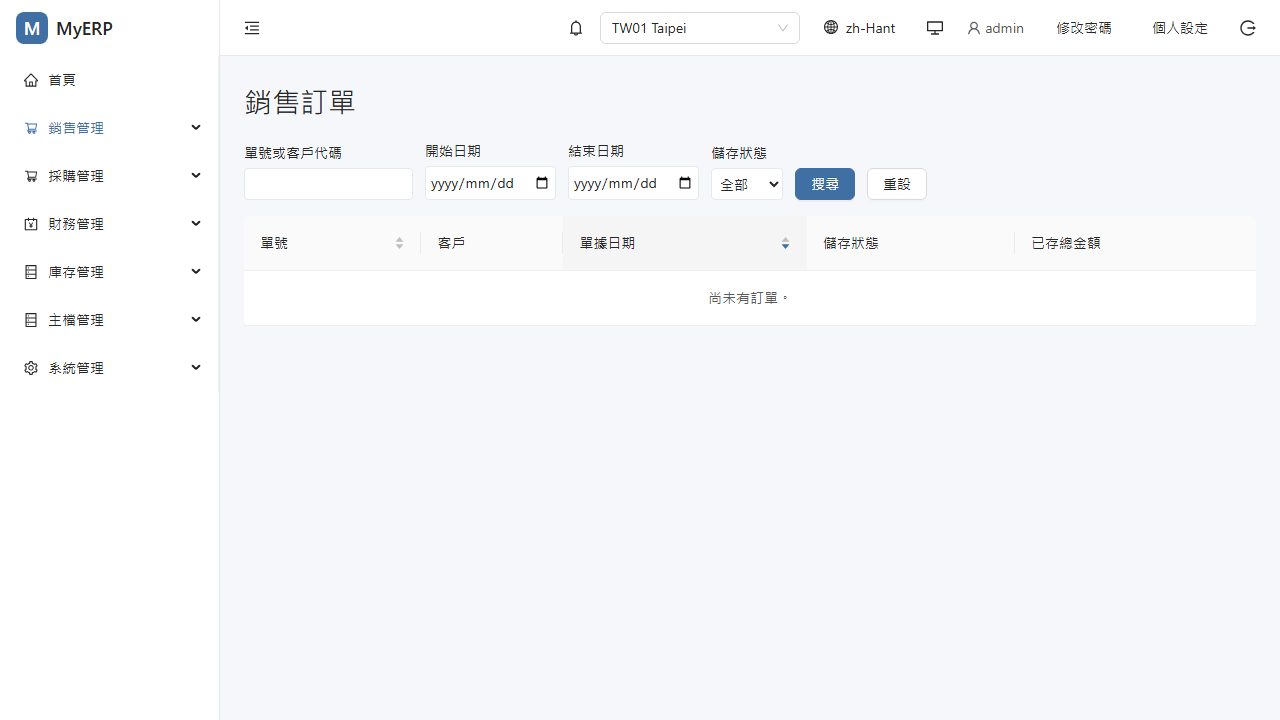 M MyERP
TW01 Taipei
zh-Hant
admin
修改密碼
個人設定
首頁
銷售管理
採購管理
財務管理
庫存管理
主檔管理
系統管理
銷售訂單
單號或客戶代碼
開始日期
結束日期
儲存狀態
yyyy/mm/dd
yyyy/mm/dd
全部
搜尋
重設
單號
客戶
單據日期
儲存狀態
已存總金額
尚未有訂單。